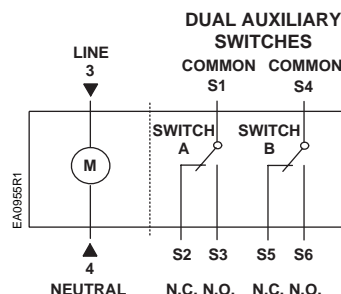 DUAL AUXILIARY
SWITCHES
LINE
3
COMMON COMMON
S1 S4
SWITCH
A
SWITCH
B
M
EA0955R1
S2 S3 S5 S6
4
NEUTRAL N.C. N.O. N.C. N.O.